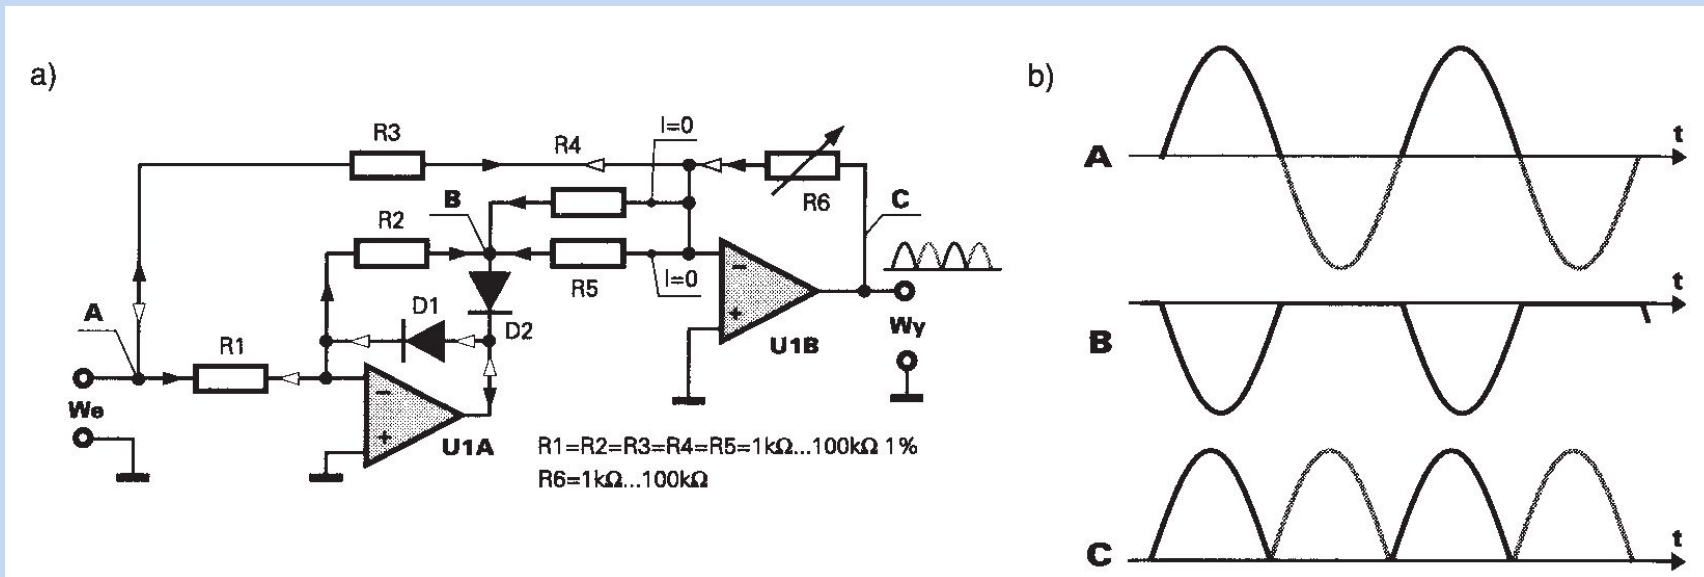 a)
R3
R4
I=0
R6
B
C
R2
R5
I=0
D1
D2
A
R1
We
Wy
U1A
U1B
−
+
−
+
R1=R2=R3=R4=R5=1kΩ...100kΩ 1%
R6=1kΩ...100kΩ
b)
A
t
B
t
C
t